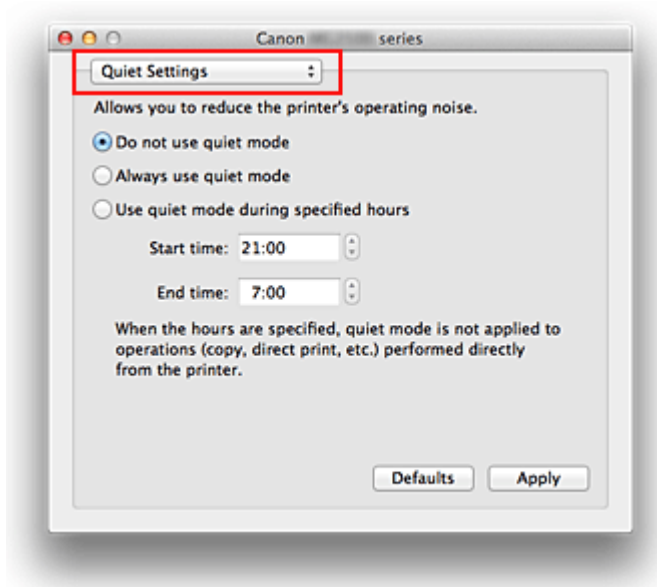 Canon series
Quiet Settings
Allows you to reduce the printer's operating noise.
Do not use quiet mode
Always use quiet mode
Use quiet mode during specified hours
Start time: 21:00
End time: 7:00
When the hours are specified, quiet mode is not applied to
operations (copy, direct print, etc.) performed directly
from the printer.
Defaults Apply